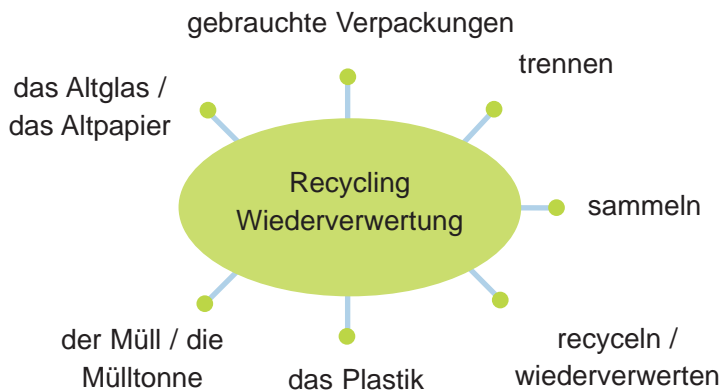 gebrauchte Verpackungen
trennen
das Altglas /
das Altpapier
Recycling
Wiederverwertung
sammeln
der Müll / die
Mülltonne
das Plastik
recyceln /
wiederverwerten